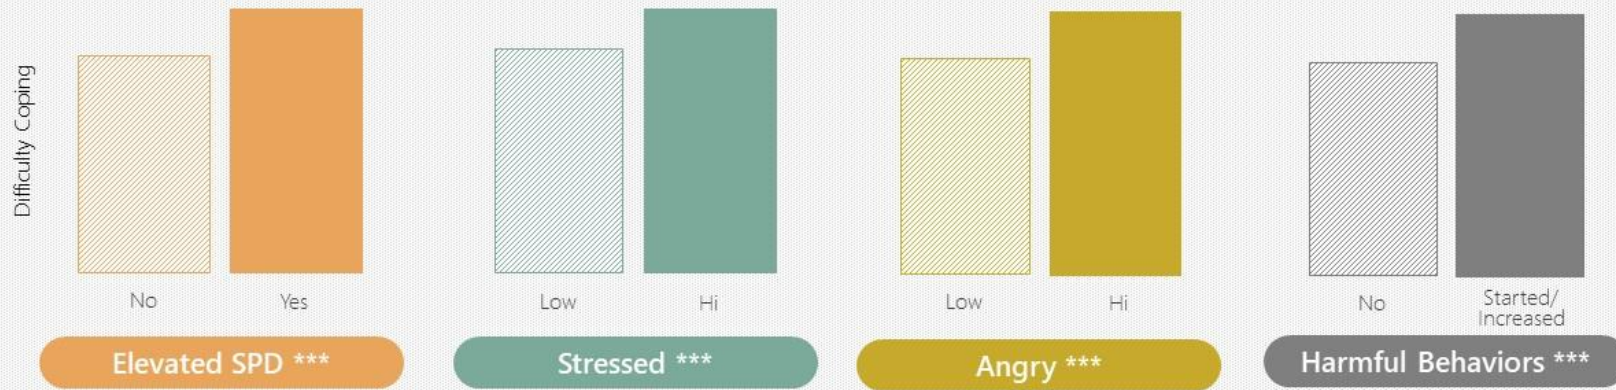 Difficulty Coping
No
Yes
Low
Hi
Low
Hi
No
Started/
Increased
Elevated SPD ***
Stressed ***
Angry ***
Harmful Behaviors ***